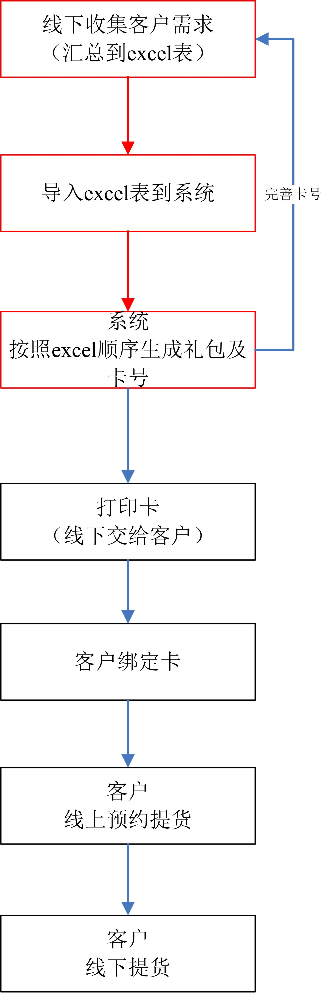 线下收集客户需求
（汇总到excel表）
导入excel表到系统
完善卡号
系统
按照excel顺序生成礼包及
卡号
打印卡
（线下交给客户）
客户绑定卡
客户
线上预约提货
客户
线下提货